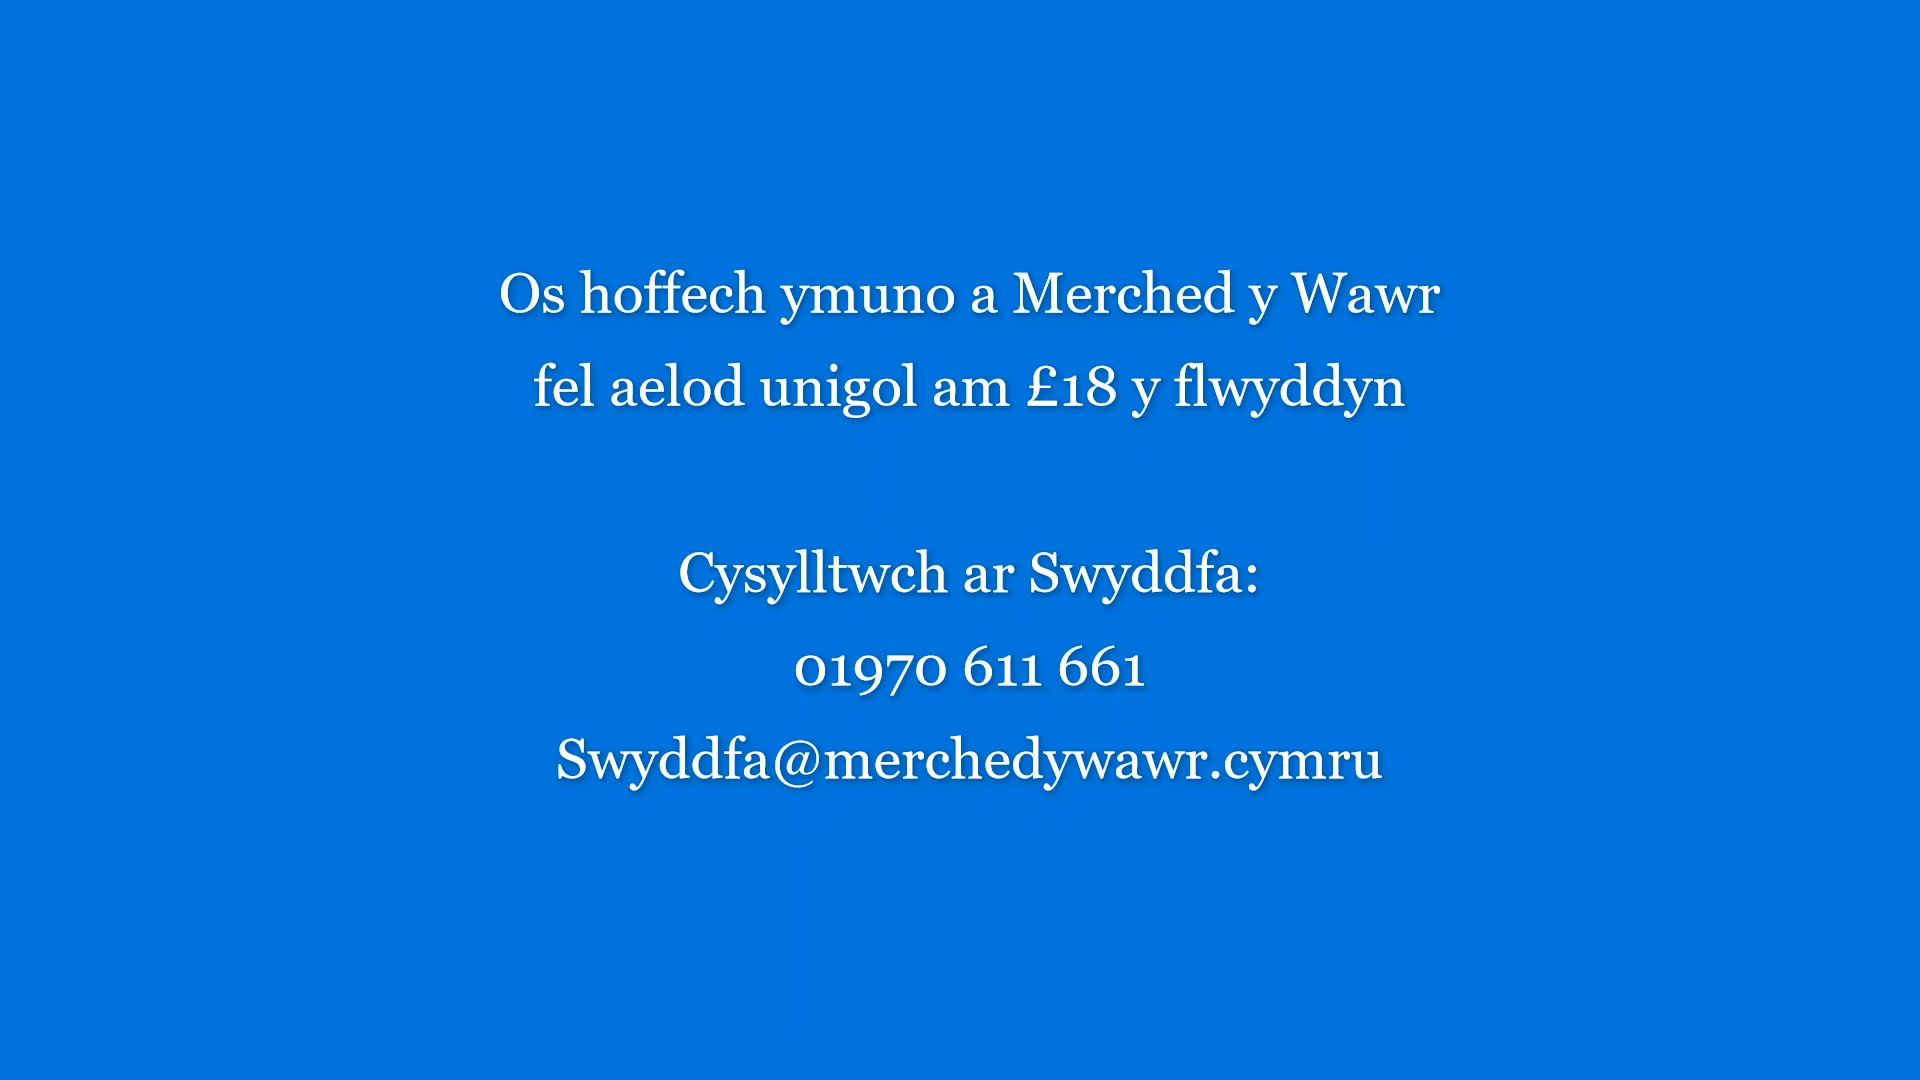 Os hoffech ymuno a Merched y Wawr
fel aelod unigol am £18 y flwyddyn
Cysylltwch ar Swyddfa:
01970 611 661
Swyddfa@merchedywawr.cymru